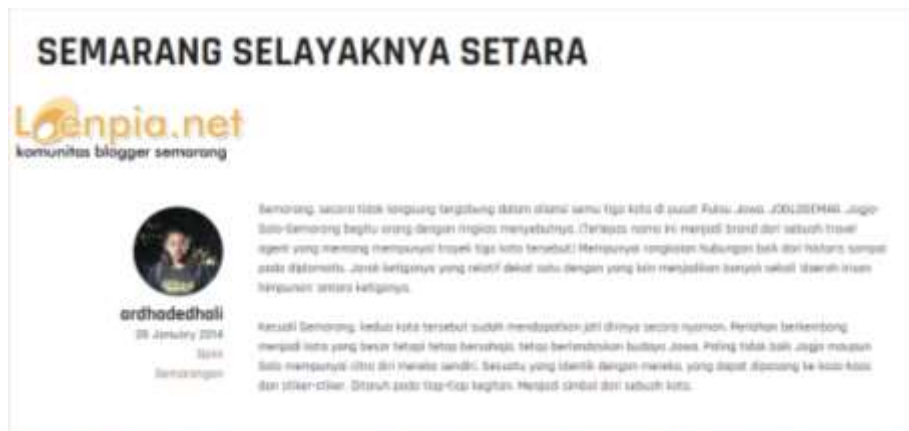 SEMARANG SELAYAKNYA SETARA
Loenpia.net
komunitas blogger semarang
Semarang, secara tidak langsung tergabung dalam aliansi semu tiga kota di pusat Pulau Jawa. JOGLOSEMAR. Jogja-
Solo-Semarang begitu orang dengan ringkas menyebutnya. (Terlepas nama ini menjadi brand dari sebuah travel
agent yang memang mempunyai trayek tiga kota tersebut) Mempunyai rangkaian hubungan baik dari historis sampai
pada diplomatis. Jarak ketiganya yang relatif dekat satu dengan yang lain menjadikan banyak sekali daerah irisan
himpunan antara ketiganya.
ardhadedhali
28 January 2014
Opini
Semarangan
Kecuali Semarang, kedua kota tersebut sudah mendapatkan jati dirinya secara nyaman. Perlahan berkembang
menjadi kota yang besar tetapi tetap bersahaja, tetap berlandaskan budaya Jawa. Paling tidak baik Jogja maupun
Solo mempunyai citra diri mereka sendiri. Sesuatu yang identik dengan mereka, yang dapat dipasang ke kaos-kaos
dan stiker-stiker. Ditaruh pada tiap-tiap kegitan. Menjadi simbol dari sebuah kota.